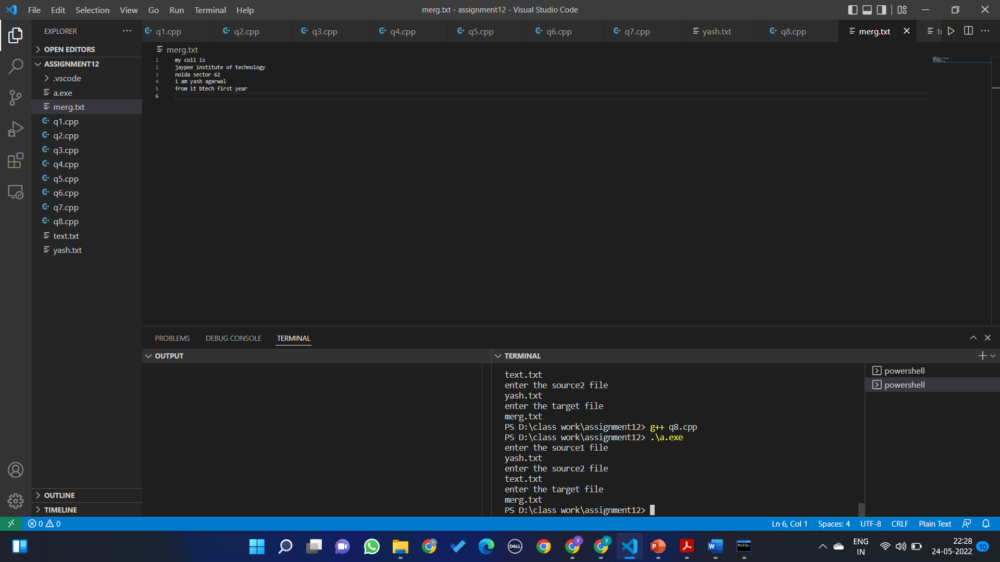 File Edit Selection View Go Run Terminal Help
merg.txt - assignment12 - Visual Studio Code
EXPLORER
q1.cpp q2.cpp q3.cpp q4.cpp q5.cpp q6.cpp q7.cpp yash.txt q8.cpp merg.txt
OPEN EDITORS
ASSIGNMENT12
.vscode
a.exe
merg.txt
q1.cpp
q2.cpp
q3.cpp
q4.cpp
q5.cpp
q6.cpp
q7.cpp
q8.cpp
text.txt
yash.txt
OUTLINE
TIMELINE
merg.txt
1 my coll is
2 jaypee institute of technology
3 noida sector 62
4 i am yash agarwal
5 from it btech first year
6
PROBLEMS DEBUG CONSOLE TERMINAL
OUTPUT
TERMINAL
text.txt
enter the source2 file
yash.txt
enter the target file
merg.txt
PS D:\class work\assignment12> g++ q8.cpp
PS D:\class work\assignment12> .\a.exe
enter the source1 file
yash.txt
enter the source2 file
text.txt
enter the target file
merg.txt
PS D:\class work\assignment12>
powershell
powershell
0 0
Ln 6, Col 1 Spaces: 4 UTF-8 CRLF Plain Text
DELL
MySQL
ENG
IN
22:28
24-05-2022
10